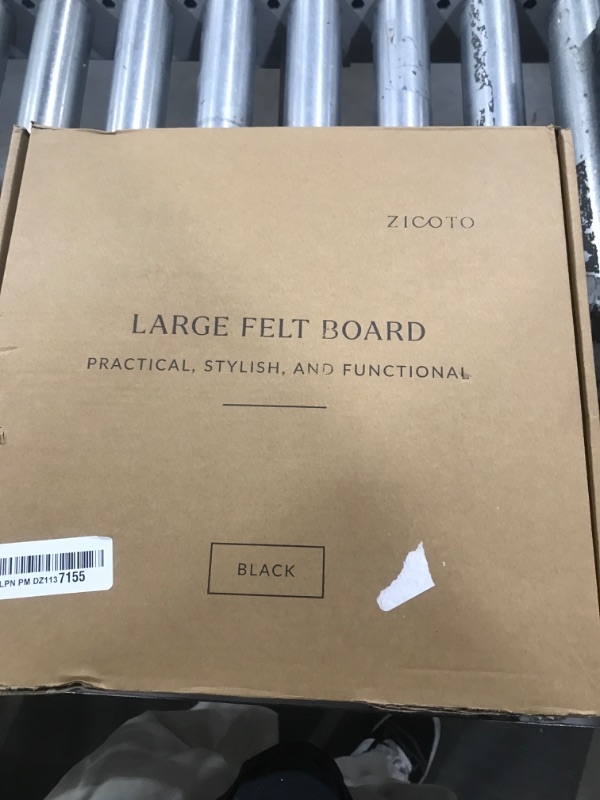 ZICOTO
LARGE FELT BOARD
PRACTICAL, STYLISH, AND FUNCTIONAL
BLACK
LPN PM DZ1137155